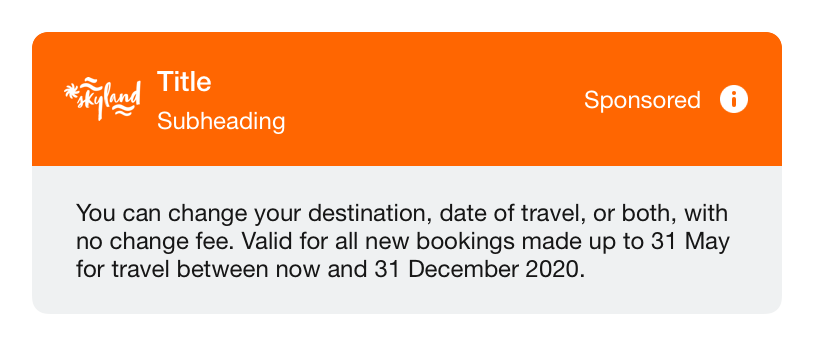 skyland
Title
Subheading
Sponsored
You can change your destination, date of travel, or both, with
no change fee. Valid for all new bookings made up to 31 May
for travel between now and 31 December 2020.